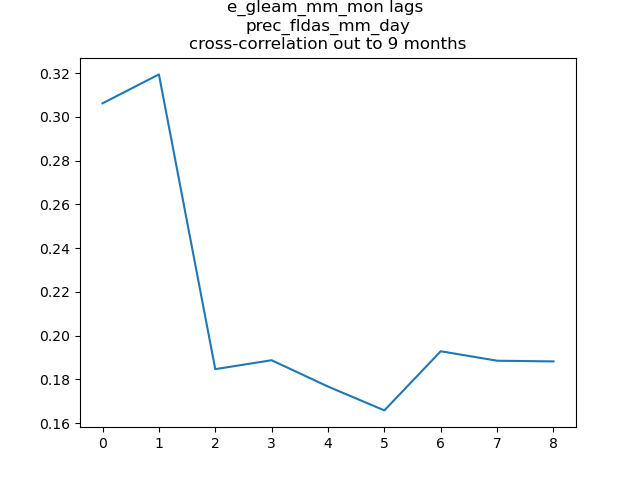 e_gleam_mm_mon lags
prec_fldas_mm_day
cross-correlation out to 9 months
0.32
0.30
0.28
0.26
0.24
0.22
0.20
0.18
0.16
0 1 2 3 4 5 6 7 8